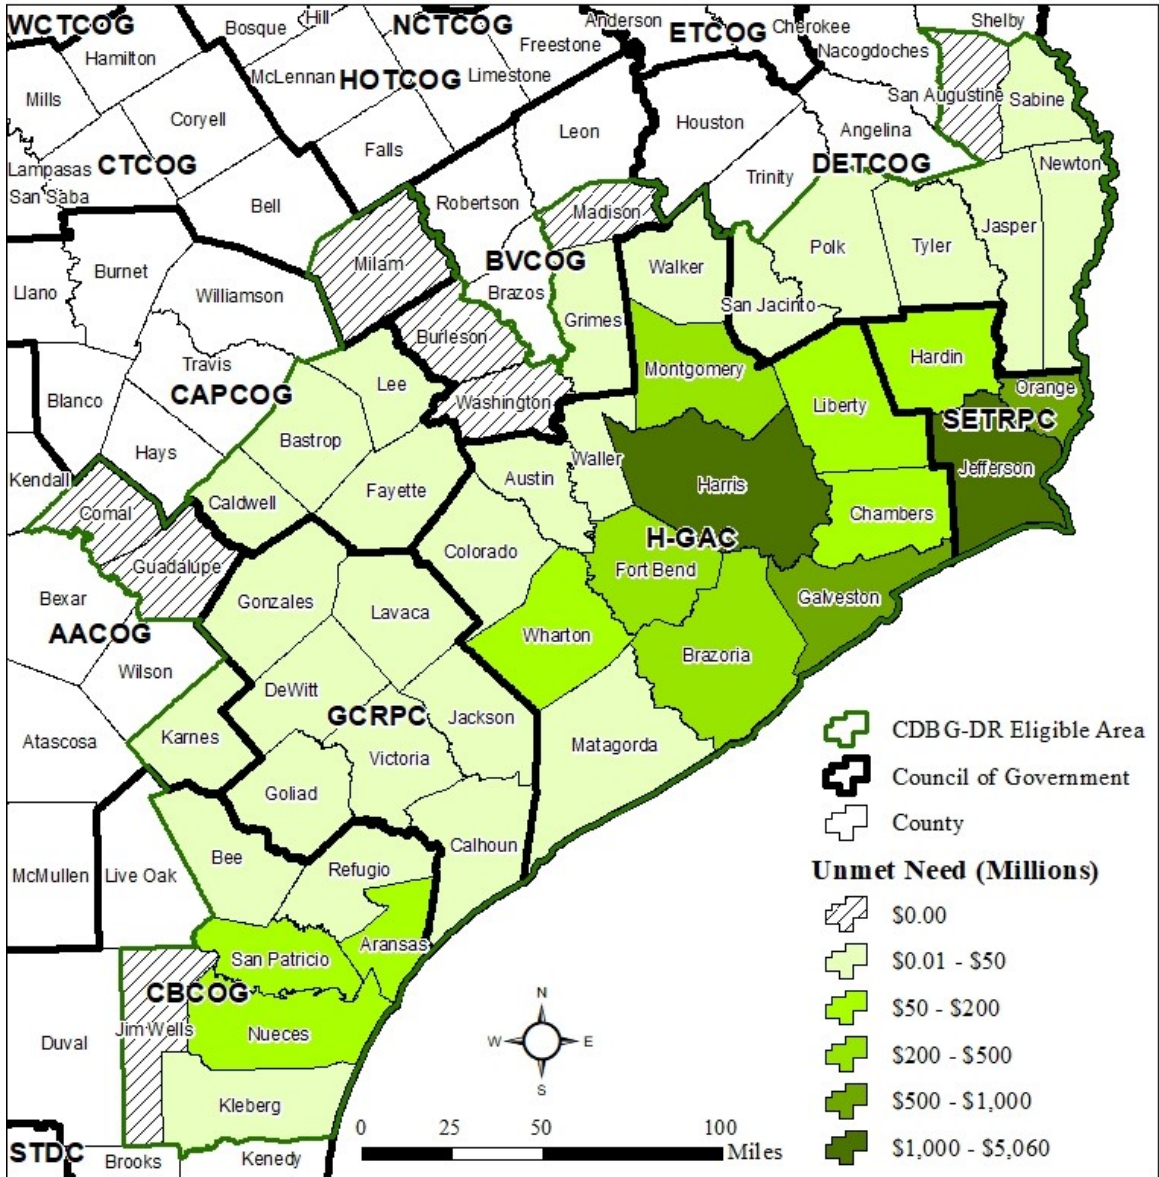 Shelby
WCTCOG
Hill
Bosque
NCTCOG
Anderson
ETCOG
Cherokee
Hamilton
Freestone
Nacogdoches
McLennan
HOTCOG
Limestone
Mills
San Augustine
Sabine
Coryell
Leon
Houston
Angelina
Falls
Lampasas
CTCOG
DETCOG
Newton
San Saba
Bell
Robertson
Trinity
Madison
Jasper
Polk
Tyler
Milam
BVCOG
Walker
Burnet
Llano
Williamson
Brazos
San Jacinto
Grimes
Burleson
Hardin
Travis
Montgomery
Lee
Orange
CAPCOG
Blanco
Washington
Liberty
SETRPC
Bastrop
Hays
Waller
Jefferson
Kendall
Austin
Harris
Fayette
Caldwell
Comal
Chambers
H-GAC
Colorado
Guadalupe
Fort Bend
Bexar
Gonzales
Lavaca
Galveston
AACOG
Wharton
Brazoria
Wilson
DeWitt
GCRPC
Jackson
Karnes
Atascosa
Matagorda
Victoria
Goliad
Calhoun
Bee
Refugio
McMullen
Live Oak
Aransas
San Patricio
CBCOG
Jim Wells
Nueces
Duval
Kleberg
STDC
Brooks
Kenedy
N
W
E
S
0 25 50 100
Miles
CDBG-DR Eligible Area
Council of Government
County
Unmet Need (Millions)
$0.00
$0.01 - $50
$50 - $200
$200 - $500
$500 - $1,000
$1,000 - $5,060